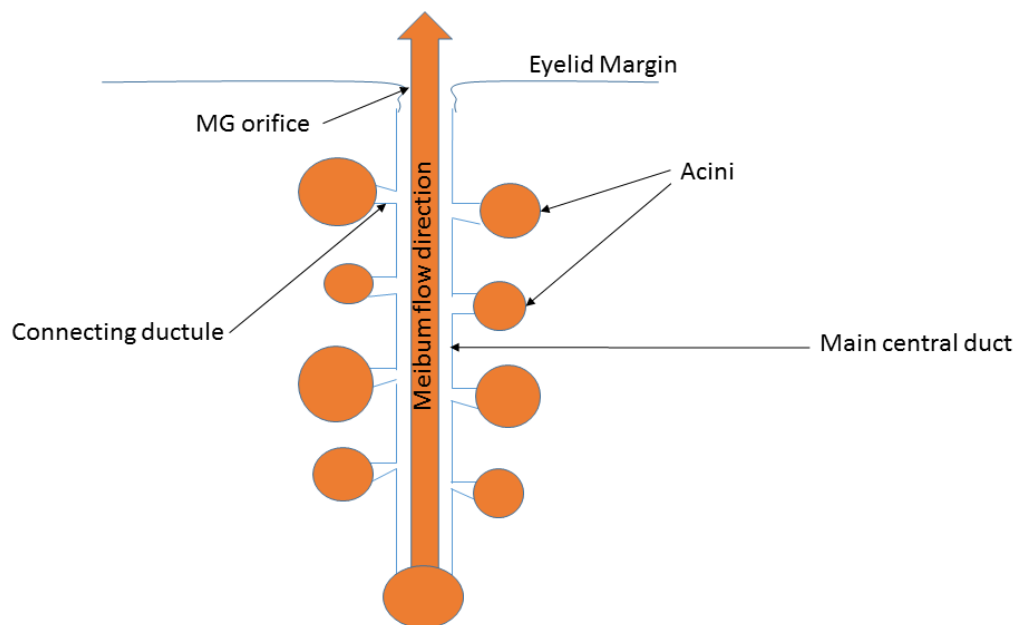 Eyelid Margin
MG orifice
Acini
Meibum flow direction
Connecting ductule
Main central duct